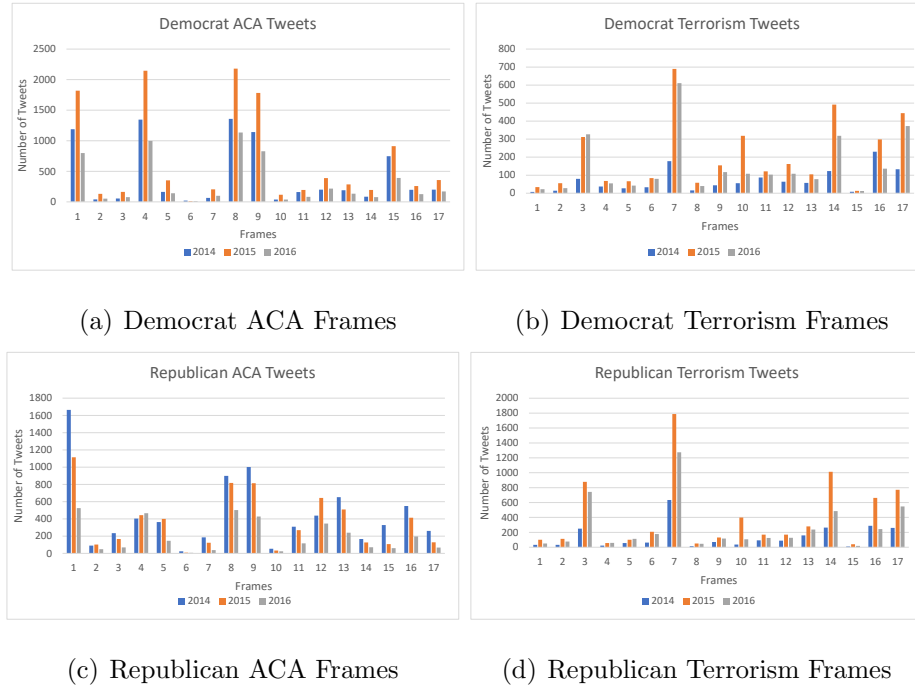 Democrat ACA Tweets
Number of Tweets
2500
2000
1500
1000
500
0
1 2 3 4 5 6 7 8 9 10 11 12 13 14 15 16 17
Frames
2014 2015 2016
(a) Democrat ACA Frames
Democrat Terrorism Tweets
Number of Tweets
800
700
600
500
400
300
200
100
0
1 2 3 4 5 6 7 8 9 10 11 12 13 14 15 16 17
Frames
2014 2015 2016
(b) Democrat Terrorism Frames
Republican ACA Tweets
Number of Tweets
1800
1600
1400
1200
1000
800
600
400
200
0
1 2 3 4 5 6 7 8 9 10 11 12 13 14 15 16 17
Frames
2014 2015 2016
(c) Republican ACA Frames
Republican Terrorism Tweets
Number of Tweets
2000
1800
1600
1400
1200
1000
800
600
400
200
0
1 2 3 4 5 6 7 8 9 10 11 12 13 14 15 16 17
Frames
2014 2015 2016
(d) Republican Terrorism Frames